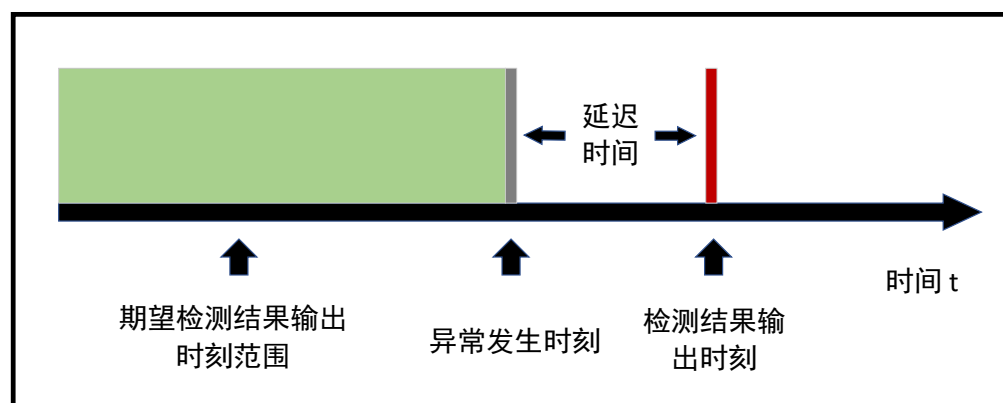 延迟
时间
时间 t
期望检测结果输出
时刻范围
异常发生时刻
检测结果输
出时刻